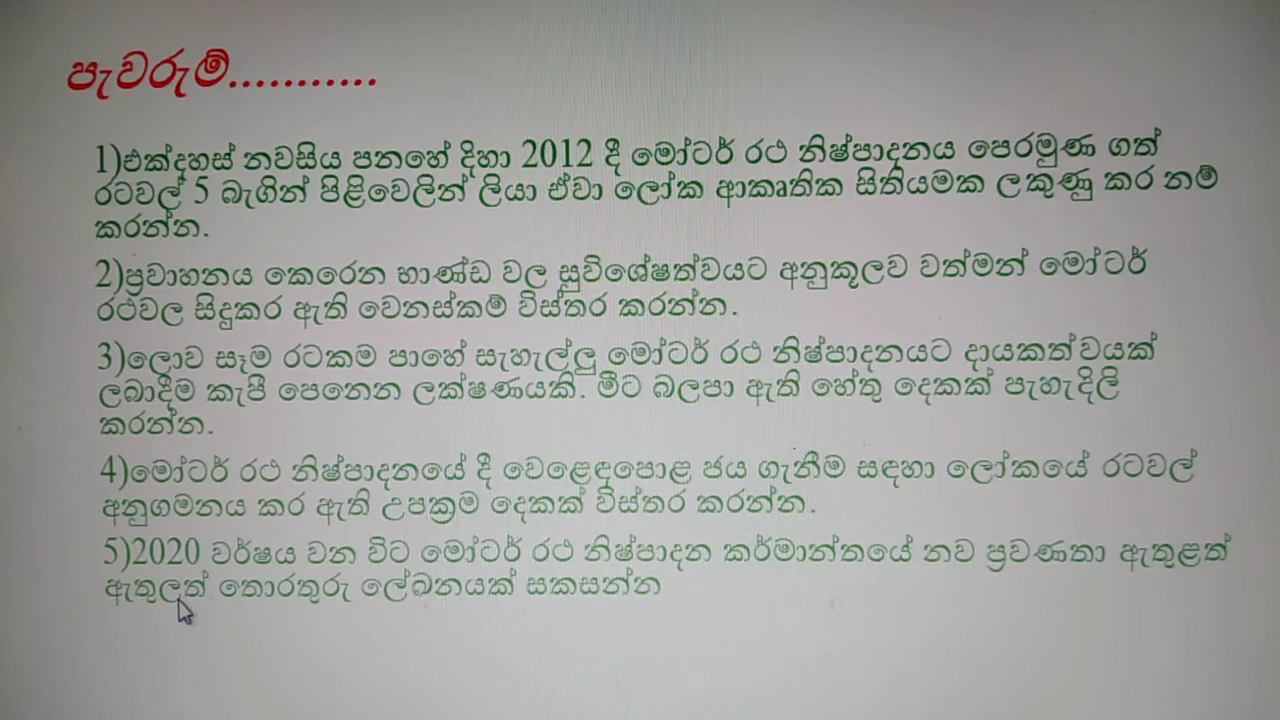 පැවරුම්...........
1)එක්දහස් නවසිය පනහේ දිහා 2012 දී මෝටර් රථ නිෂ්පාදනය පෙරමුණ ගත්
රටවල් 5 බැගින් පිළිවෙලින් ලියා ඒවා ලෝක ආකෘතික සිතියමක ලකුණු කර නම්
කරන්න.
2)ප්‍රවාහනය කෙරෙන භාණ්ඩ වල සුවිශේෂත්වයට අනුකූලව වත්මන් මෝටර්
රථවල සිදුකර ඇති වෙනස්කම් විස්තර කරන්න.
3)ලොව සෑම රටකම පාහේ සැහැල්ලු මෝටර් රථ නිෂ්පාදනයට දායකත්වයක්
ලබාදීම කැපී පෙනෙන ලක්ෂණයකි. මීට බලපා ඇති හේතු දෙකක් පැහැදිලි
කරන්න.
4)මෝටර් රථ නිෂ්පාදනයේ දී වෙළෙඳපොළ ජය ගැනීම සඳහා ලෝකයේ රටවල්
අනුගමනය කර ඇති උපක්‍රම දෙකක් විස්තර කරන්න.
5)2020 වර්ෂය වන විට මෝටර් රථ නිෂ්පාදන කර්මාන්තයේ නව ප්‍රවණතා ඇතුළත්
ඇතුලත් තොරතුරු ලේඛනයක් සකසන්න